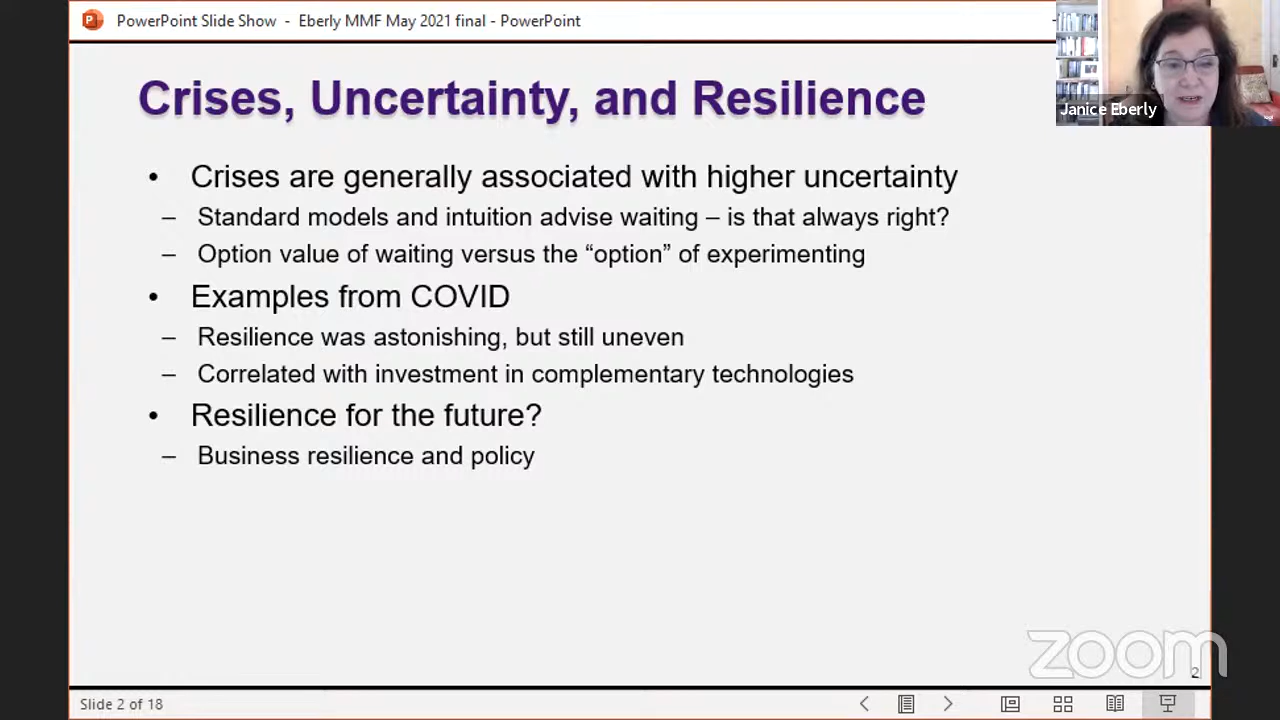 PowerPoint Slide Show - Eberly MMF May 2021 final - PowerPoint
Janice Eberly
Crises, Uncertainty, and Resilience
• Crises are generally associated with higher uncertainty
– Standard models and intuition advise waiting – is that always right?
– Option value of waiting versus the “option” of experimenting
• Examples from COVID
– Resilience was astonishing, but still uneven
– Correlated with investment in complementary technologies
• Resilience for the future?
– Business resilience and policy
zoom
2
Slide 2 of 18